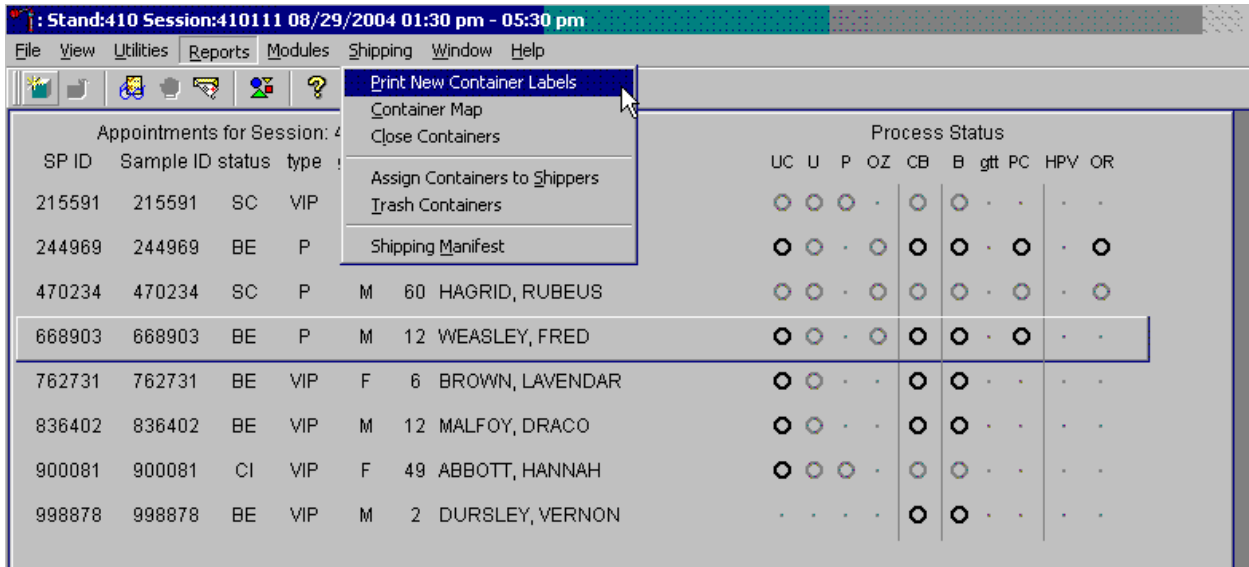 : Stand:410 Session:410111 08/29/2004 01:30 pm - 05:30 pm
File View Utilities Reports Modules Shipping Window Help
Print New Container Labels
Container Map
Close Containers
Assign Containers to Shippers
Trash Containers
Shipping Manifest
Appointments for Session: 4
Process Status
SP ID Sample ID status type UC U P OZ CB B gtt PC HPV OR
215591 215591 SC VIP
244969 244969 BE P
470234 470234 SC P M 60 HAGRID, RUBEUS
668903 668903 BE P M 12 WEASLEY, FRED
762731 762731 BE VIP F 6 BROWN, LAVENDAR
836402 836402 BE VIP M 12 MALFOY, DRACO
900081 900081 CI VIP F 49 ABBOTT, HANNAH
998878 998878 BE VIP M 2 DURSLEY, VERNON